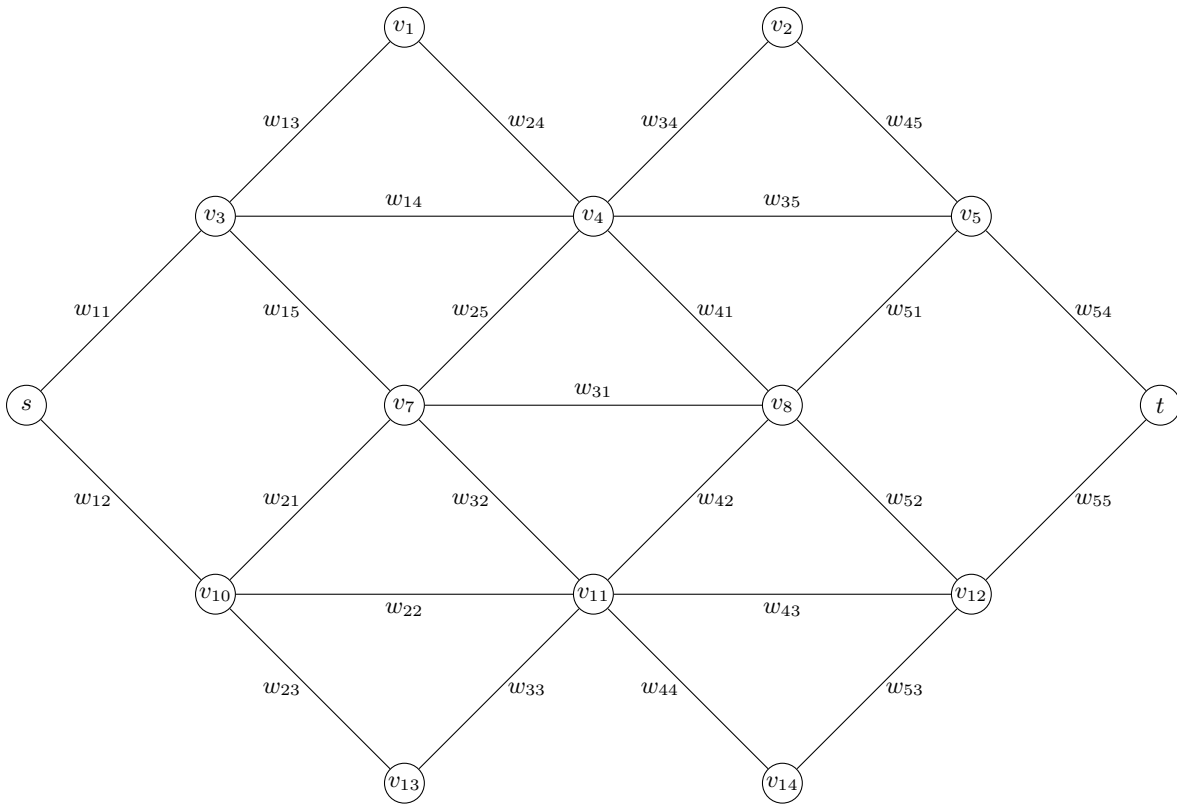 v₁ v₂
w₁₃ w₂₄ w₃₄ w₄₅
w₁₄ w₃₅
v₃ v₄ v₅
w₁₁ w₁₅ w₂₅ w₄₁ w₅₁ w₅₄
w₃₁
s v₇ v₈ t
w₁₂ w₂₁ w₃₂ w₄₂ w₅₂ w₅₅
v₁₀ v₁₁ v₁₂
w₂₂ w₄₃
w₂₃ w₃₃ w₄₄ w₅₃
v₁₃ v₁₄